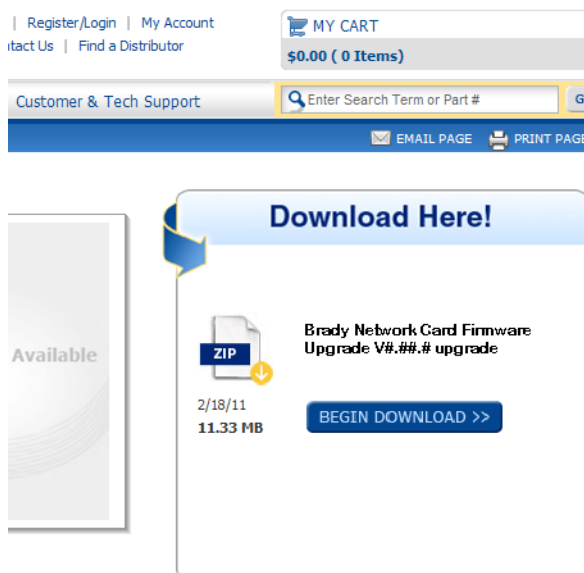 | Register/Login | My Account
tact Us | Find a Distributor
MY CART
$0.00 ( 0 Items)
Customer & Tech Support
Enter Search Term or Part #
G
EMAIL PAGE
PRINT PAGE
Available
Download Here!
ZIP
Brady Network Card Firmware
Upgrade V#.##.# upgrade
2/18/11
11.33 MB
BEGIN DOWNLOAD >>